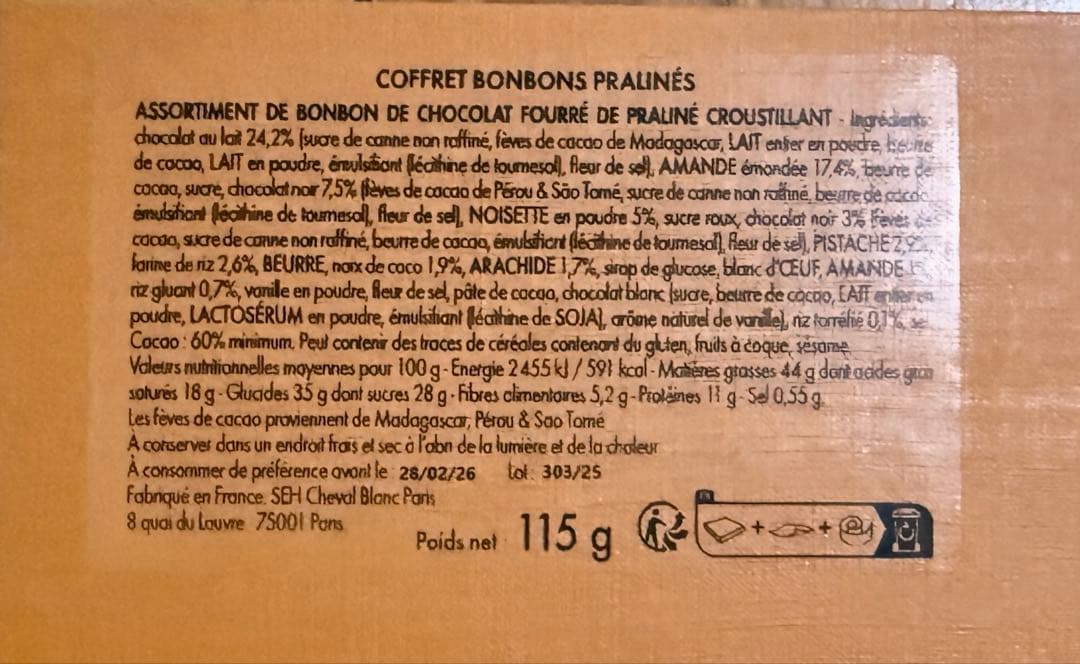 COFFRET BONBONS PRALINÉS
ASSORTIMENT DE BONBON DE CHOCOLAT FOURRÉ DE PRALINÉ CROUSTILLANT - Ingrédients:
chocolat au lait 24,2% (sucre de canne non raffiné, fèves de cacao de Madagascar, LAIT entier en poudre, beurre
de cacao, LAIT en poudre, émulsifiant (lécithine de tournesol), fleur de sel), AMANDE émondée 17,4%, beurre de
cacao, sucre, chocolat noir 7,5% (fèves de cacao de Pérou & São Tomé, sucre de canne non raffiné, beurre de cacao,
émulsifiant (lécithine de tournesol), fleur de sel), NOISETTE en poudre 5%, sucre roux, chocolat noir 3% (fèves de
cacao, sucre de canne non raffiné, beurre de cacao, émulsifiant (lécithine de tournesol), fleur de sel), PISTACHE
farine de riz 2,6%, BEURRE, noix de coco 1,9%, ARACHIDE 1,7%, sirop de glucose, blanc d'ŒUF, AMANDE
riz gluant 0,7%, vanille en poudre, fleur de sel, pâte de cacao, chocolat blanc (sucre, beurre de cacao, LAIT entier en
poudre, LACTOSÉRUM en poudre, émulsifiant (lécithine de SOJA), arôme naturel de vanille), riz torréfié 0,1%, sel
Cacao : 60% minimum. Peut contenir des traces de céréales contenant du gluten, fruits à coque, sésame
Valeurs nutritionnelles moyennes pour 100 g - Energie 2 455 kJ / 591 kcal - Matières grasses 44 g dont acides gras
saturés 18 g - Glucides 35 g dont sucres 28 g - Fibres alimentaires 5,2 g - Protéines 11 g - Sel 0,55 g
Les fèves de cacao proviennent de Madagascar, Pérou & Sao Tomé
À conserver dans un endroit frais et sec à l'abri de la lumière et de la chaleur
À consommer de préférence avant le : 28/02/26 Lot: 303/25
Fabriqué en France. SEH Cheval Blanc Paris
8 quai du Louvre 75001 Paris
Poids net 115 g